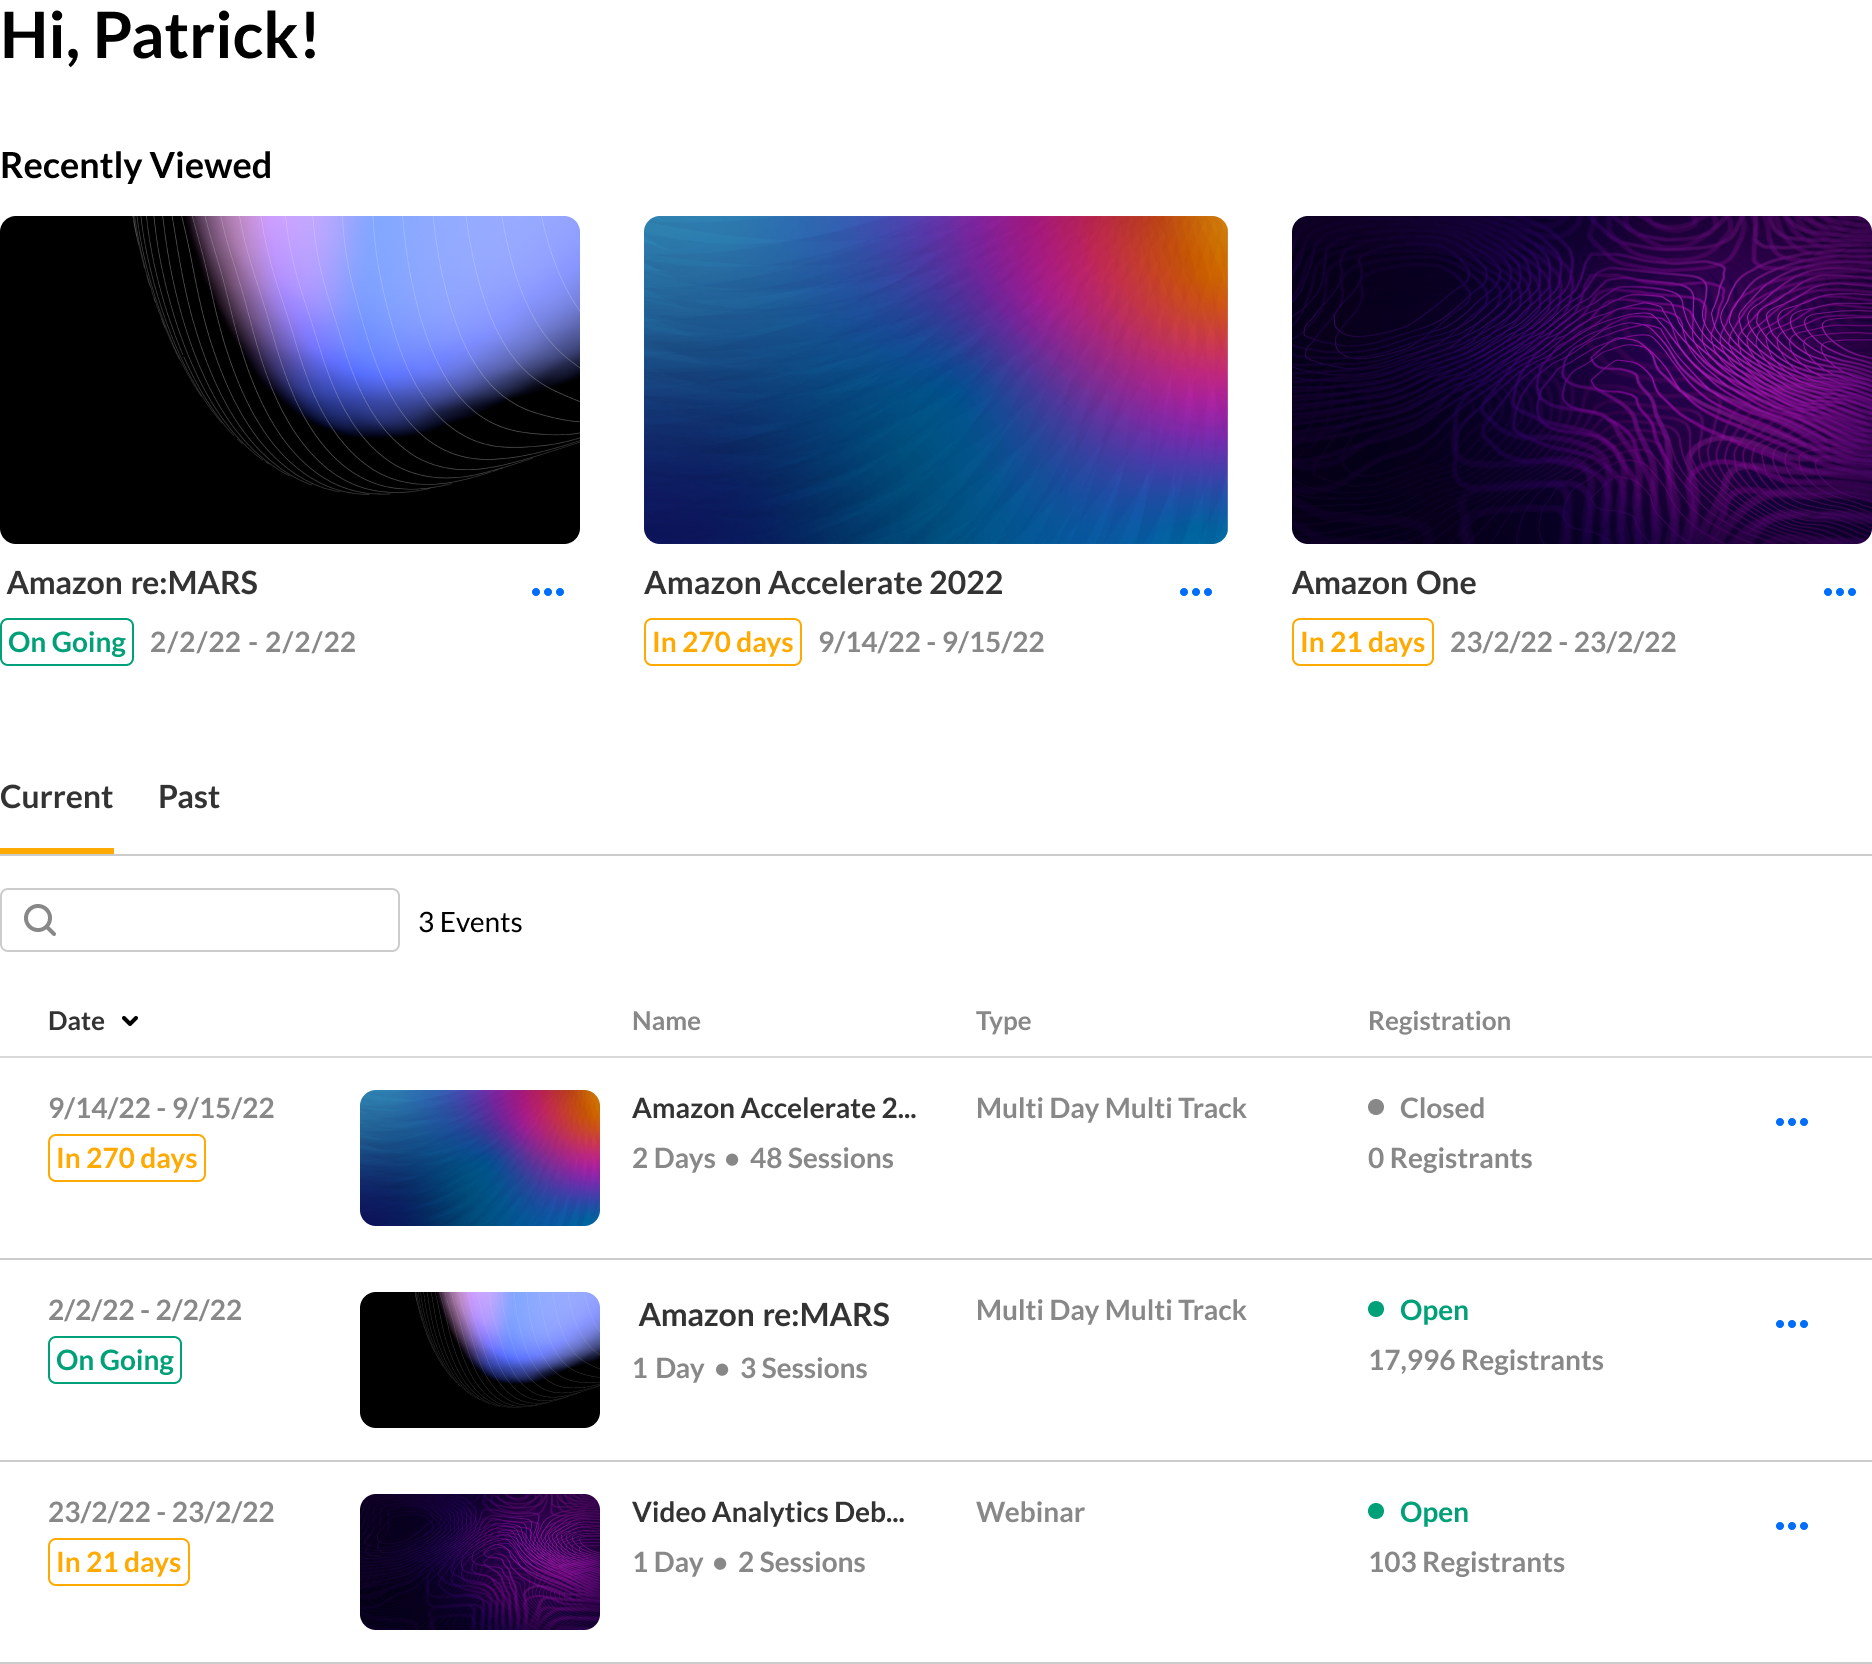 Hi, Patrick!
Recently Viewed
Amazon re:MARS
On Going 2/2/22 - 2/2/22
Amazon Accelerate 2022
In 270 days 9/14/22 - 9/15/22
Amazon One
In 21 days 23/2/22 - 23/2/22
Current Past
3 Events
Date Name Type Registration
9/14/22 - 9/15/22 Amazon Accelerate 2... Multi Day Multi Track Closed
In 270 days 2 Days • 48 Sessions 0 Registrants
2/2/22 - 2/2/22 Amazon re:MARS Multi Day Multi Track Open
On Going 1 Day • 3 Sessions 17,996 Registrants
23/2/22 - 23/2/22 Video Analytics Deb... Webinar Open
In 21 days 1 Day • 2 Sessions 103 Registrants